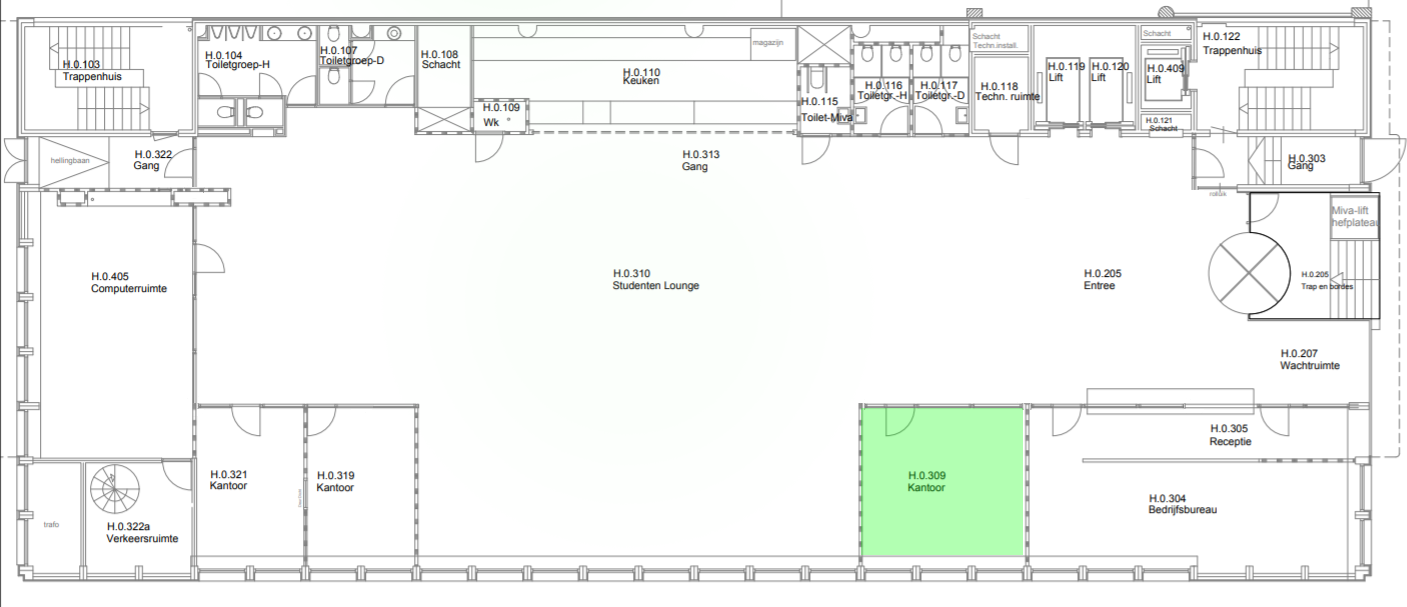 H.0.103
Trappenhuis
H.0.104
Toiletgroep-H
H.0.107
Toiletgroep-D
H.0.108
Schacht
H.0.110
Keuken
magazijn
H.0.109
Wk
H.0.115
Toilet-Miva
H.0.116
Toiletgr.-H
H.0.117
Toiletgr.-D
Schacht
Techn.install.
H.0.118
Techn. ruimte
H.0.119
Lift
H.0.120
Lift
Schacht
H.0.409
Lift
H.0.121
Schacht
H.0.122
Trappenhuis
hellingbaan
H.0.322
Gang
H.0.313
Gang
H.0.303
Gang
Miva-lift
hefplateau
H.0.405
Computerruimte
H.0.310
Studenten Lounge
H.0.205
Entree
H.0.205
Trap en bordes
H.0.207
Wachtruimte
H.0.305
Receptie
H.0.321
Kantoor
H.0.319
Kantoor
H.0.309
Kantoor
H.0.304
Bedrijfsbureau
trafo
H.0.322a
Verkeersruimte